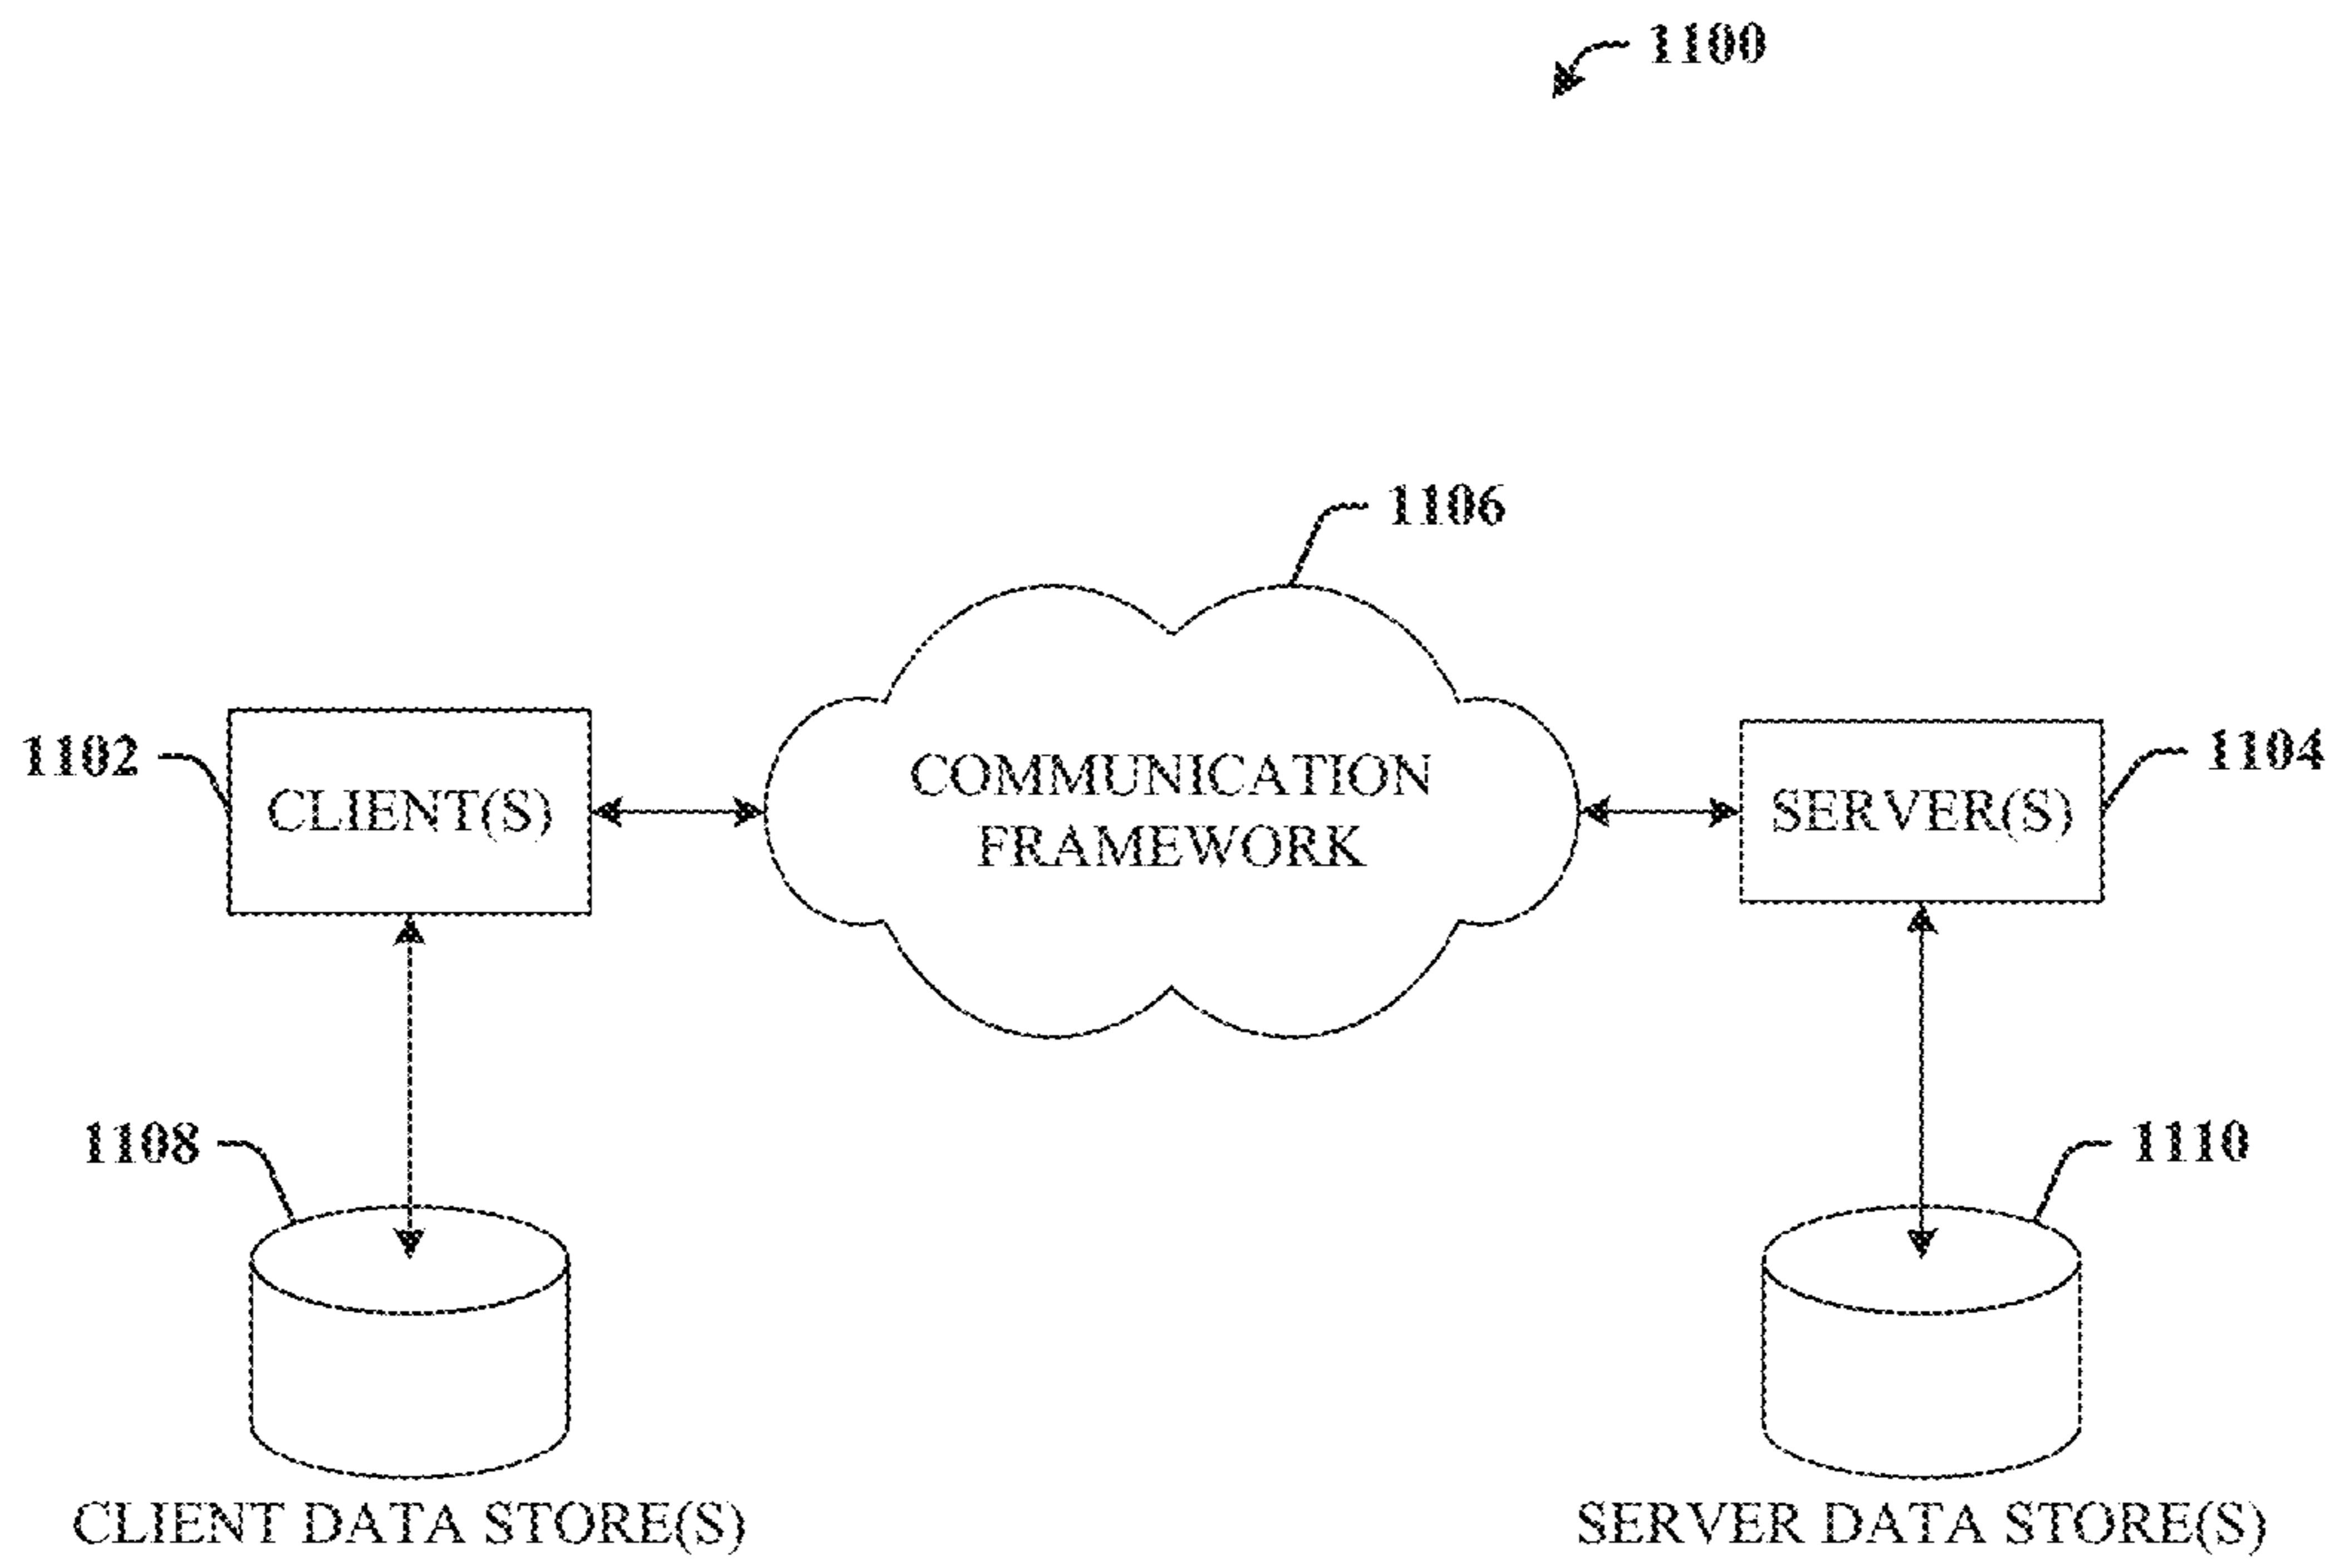 1100
1106
1102
CLIENT(S)
COMMUNICATION
FRAMEWORK
SERVER(S)
1104
1108
1110
CLIENT DATA STORE(S)
SERVER DATA STORE(S)